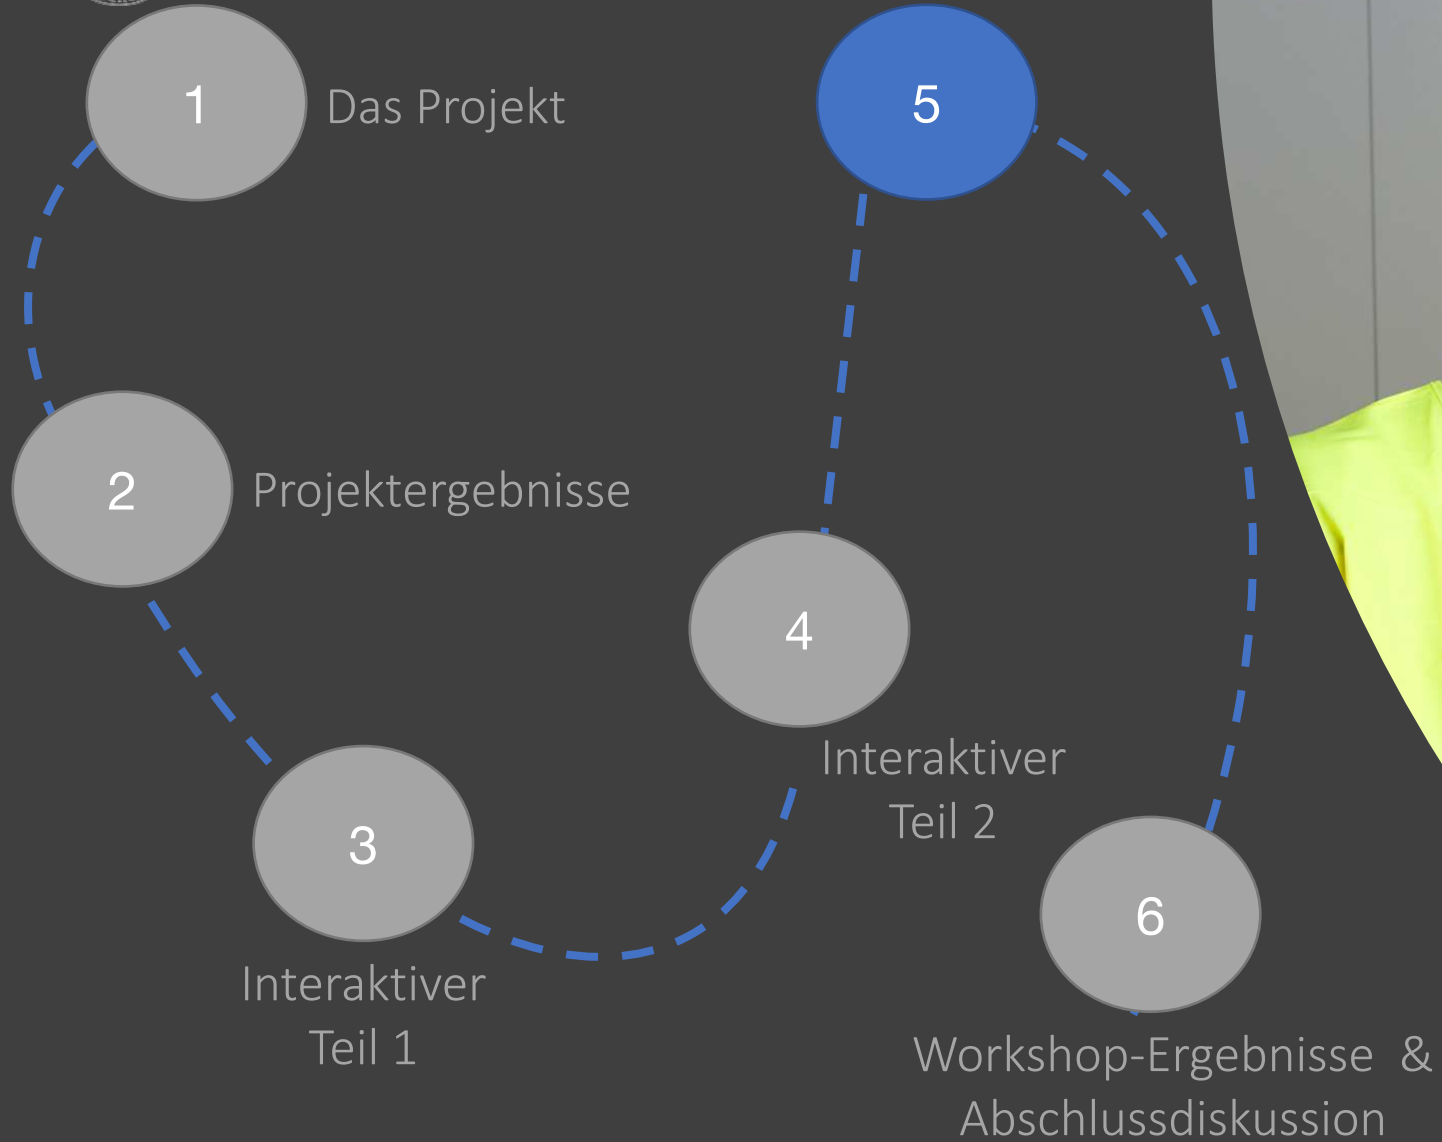 1
Das Projekt
2
Projektergebnisse
3
Interaktiver
Teil 1
4
Interaktiver
Teil 2
5
6
Workshop-Ergebnisse &
Abschlussdiskussion